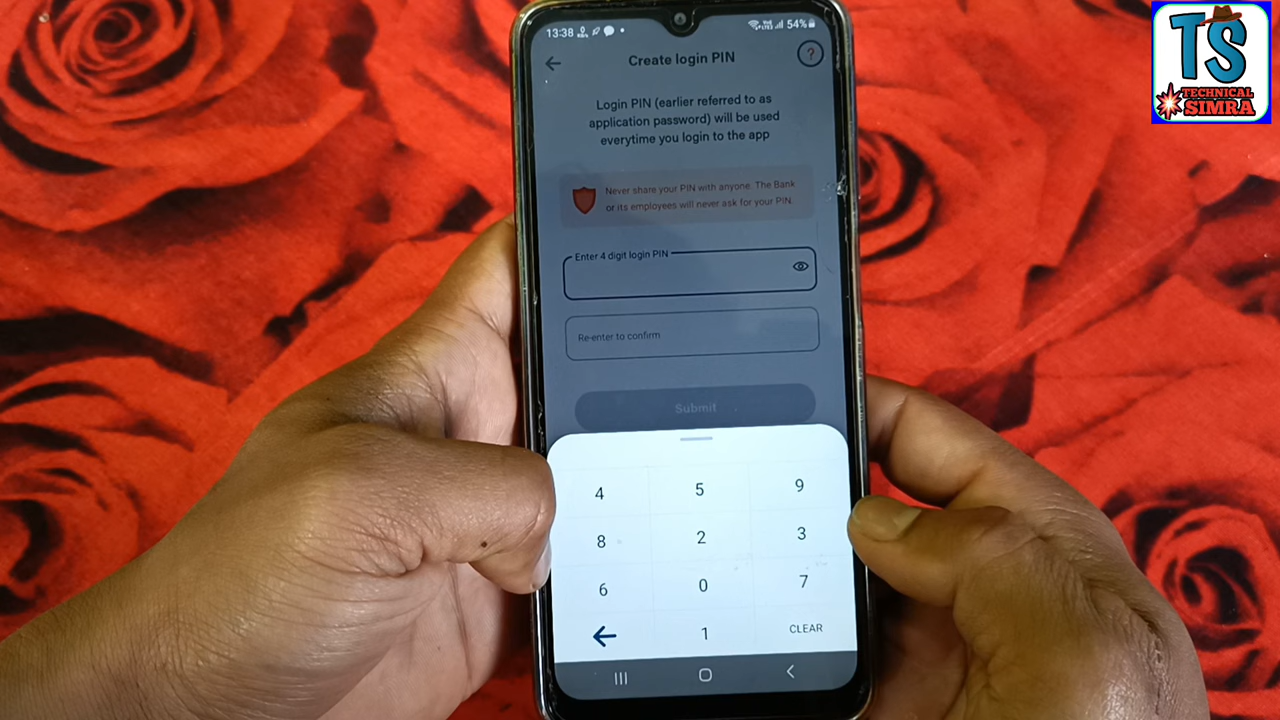 13:38
54%
Create login PIN
?
Login PIN (earlier referred to as
application password) will be used
everytime you login to the app
Never share your PIN with anyone. The Bank
or its employees will never ask for your PIN.
Enter 4 digit login PIN
Re-enter to confirm
Submit
4 5 9
8 2 3
6 0 7
1 CLEAR
TS
TECHNICAL
SIMRA